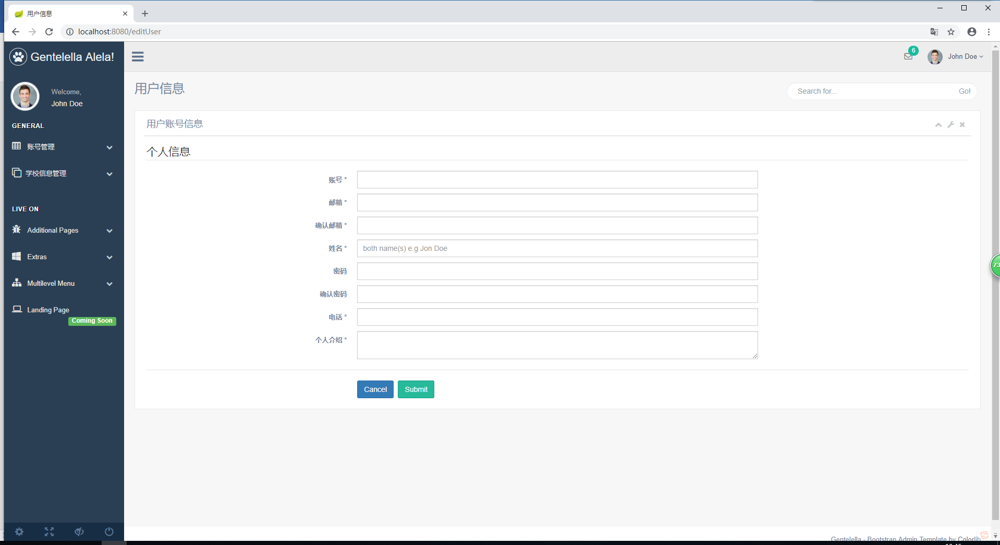 用户信息
localhost:8080/editUser
Gentelella Alela!
6
John Doe
Welcome,
John Doe
用户信息
Search for...
Go!
GENERAL
账号管理
学校信息管理
LIVE ON
Additional Pages
Extras
Multilevel Menu
Landing Page
Coming Soon
用户账号信息
个人信息
账号 *
邮箱 *
确认邮箱 *
姓名 *
both name(s) e.g Jon Doe
密码
确认密码
电话 *
个人介绍 *
Cancel
Submit
73
Gentelella - Bootstrap Admin Template by Colorlib